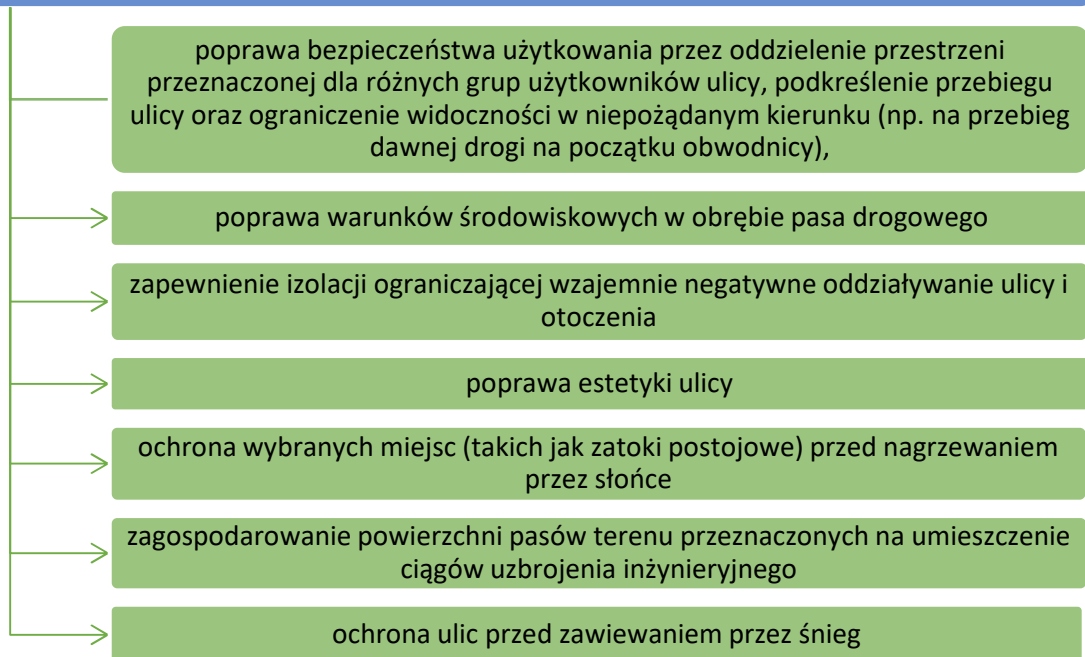 poprawa bezpieczeństwa użytkowania przez oddzielenie przestrzeni
przeznaczonej dla różnych grup użytkowników ulicy, podkreślenie przebiegu
ulicy oraz ograniczenie widoczności w niepożądanym kierunku (np. na przebieg
dawnej drogi na początku obwodnicy),
poprawa warunków środowiskowych w obrębie pasa drogowego
zapewnienie izolacji ograniczającej wzajemnie negatywne oddziaływanie ulicy i
otoczenia
poprawa estetyki ulicy
ochrona wybranych miejsc (takich jak zatoki postojowe) przed nagrzewaniem
przez słońce
zagospodarowanie powierzchni pasów terenu przeznaczonych na umieszczenie
ciągów uzbrojenia inżynieryjnego
ochrona ulic przed zawiewaniem przez śnieg